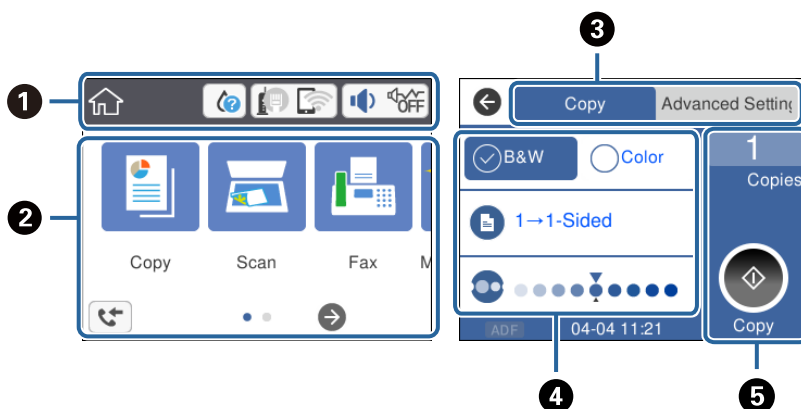 3
1
OFF
Copy
Advanced Setting
B&W
Color
1
Copies
2
1→1-Sided
Copy
Scan
Fax
M
ADF
04-04 11:21
Copy
4
5